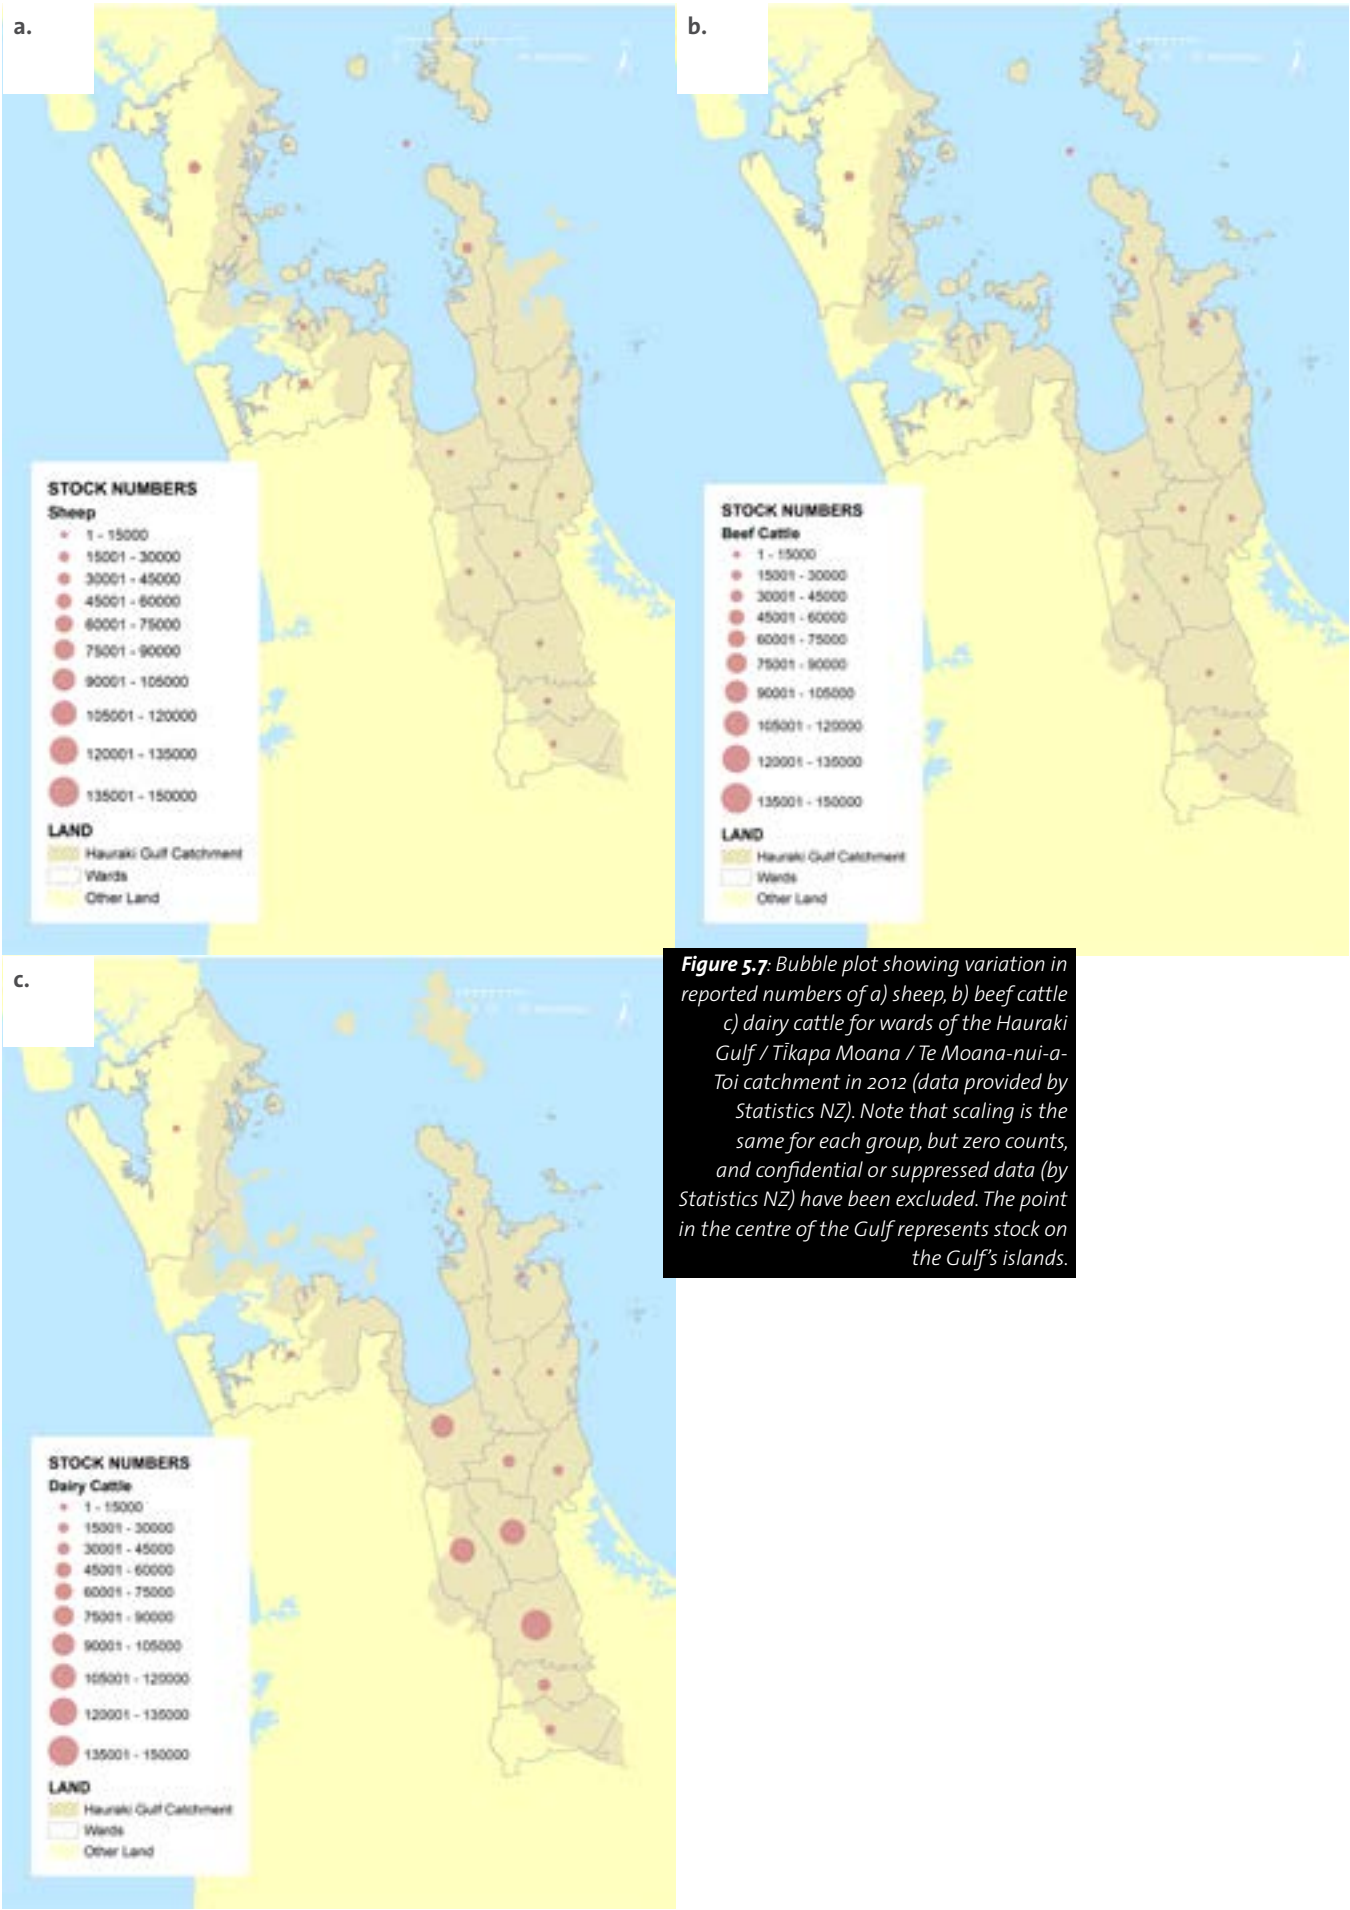 a.
STOCK NUMBERS
Sheep
1 - 15000
15001 - 30000
30001 - 45000
45001 - 60000
60001 - 75000
75001 - 90000
90001 - 105000
105001 - 120000
120001 - 135000
135001 - 150000
LAND
Hauraki Gulf Catchment
Wards
Other Land
b.
STOCK NUMBERS
Beef Cattle
1 - 15000
15001 - 30000
30001 - 45000
45001 - 60000
60001 - 75000
75001 - 90000
90001 - 105000
105001 - 120000
120001 - 135000
135001 - 150000
LAND
Hauraki Gulf Catchment
Wards
Other Land
c.
STOCK NUMBERS
Dairy Cattle
1 - 15000
15001 - 30000
30001 - 45000
45001 - 60000
60001 - 75000
75001 - 90000
90001 - 105000
105001 - 120000
120001 - 135000
135001 - 150000
LAND
Hauraki Gulf Catchment
Wards
Other Land
Figure 5.7: Bubble plot showing variation in
reported numbers of a) sheep, b) beef cattle
c) dairy cattle for wards of the Hauraki
Gulf / Tīkapa Moana / Te Moana-nui-a-
Toi catchment in 2012 (data provided by
Statistics NZ). Note that scaling is the
same for each group, but zero counts,
and confidential or suppressed data (by
Statistics NZ) have been excluded. The point
in the centre of the Gulf represents stock on
the Gulf's islands.